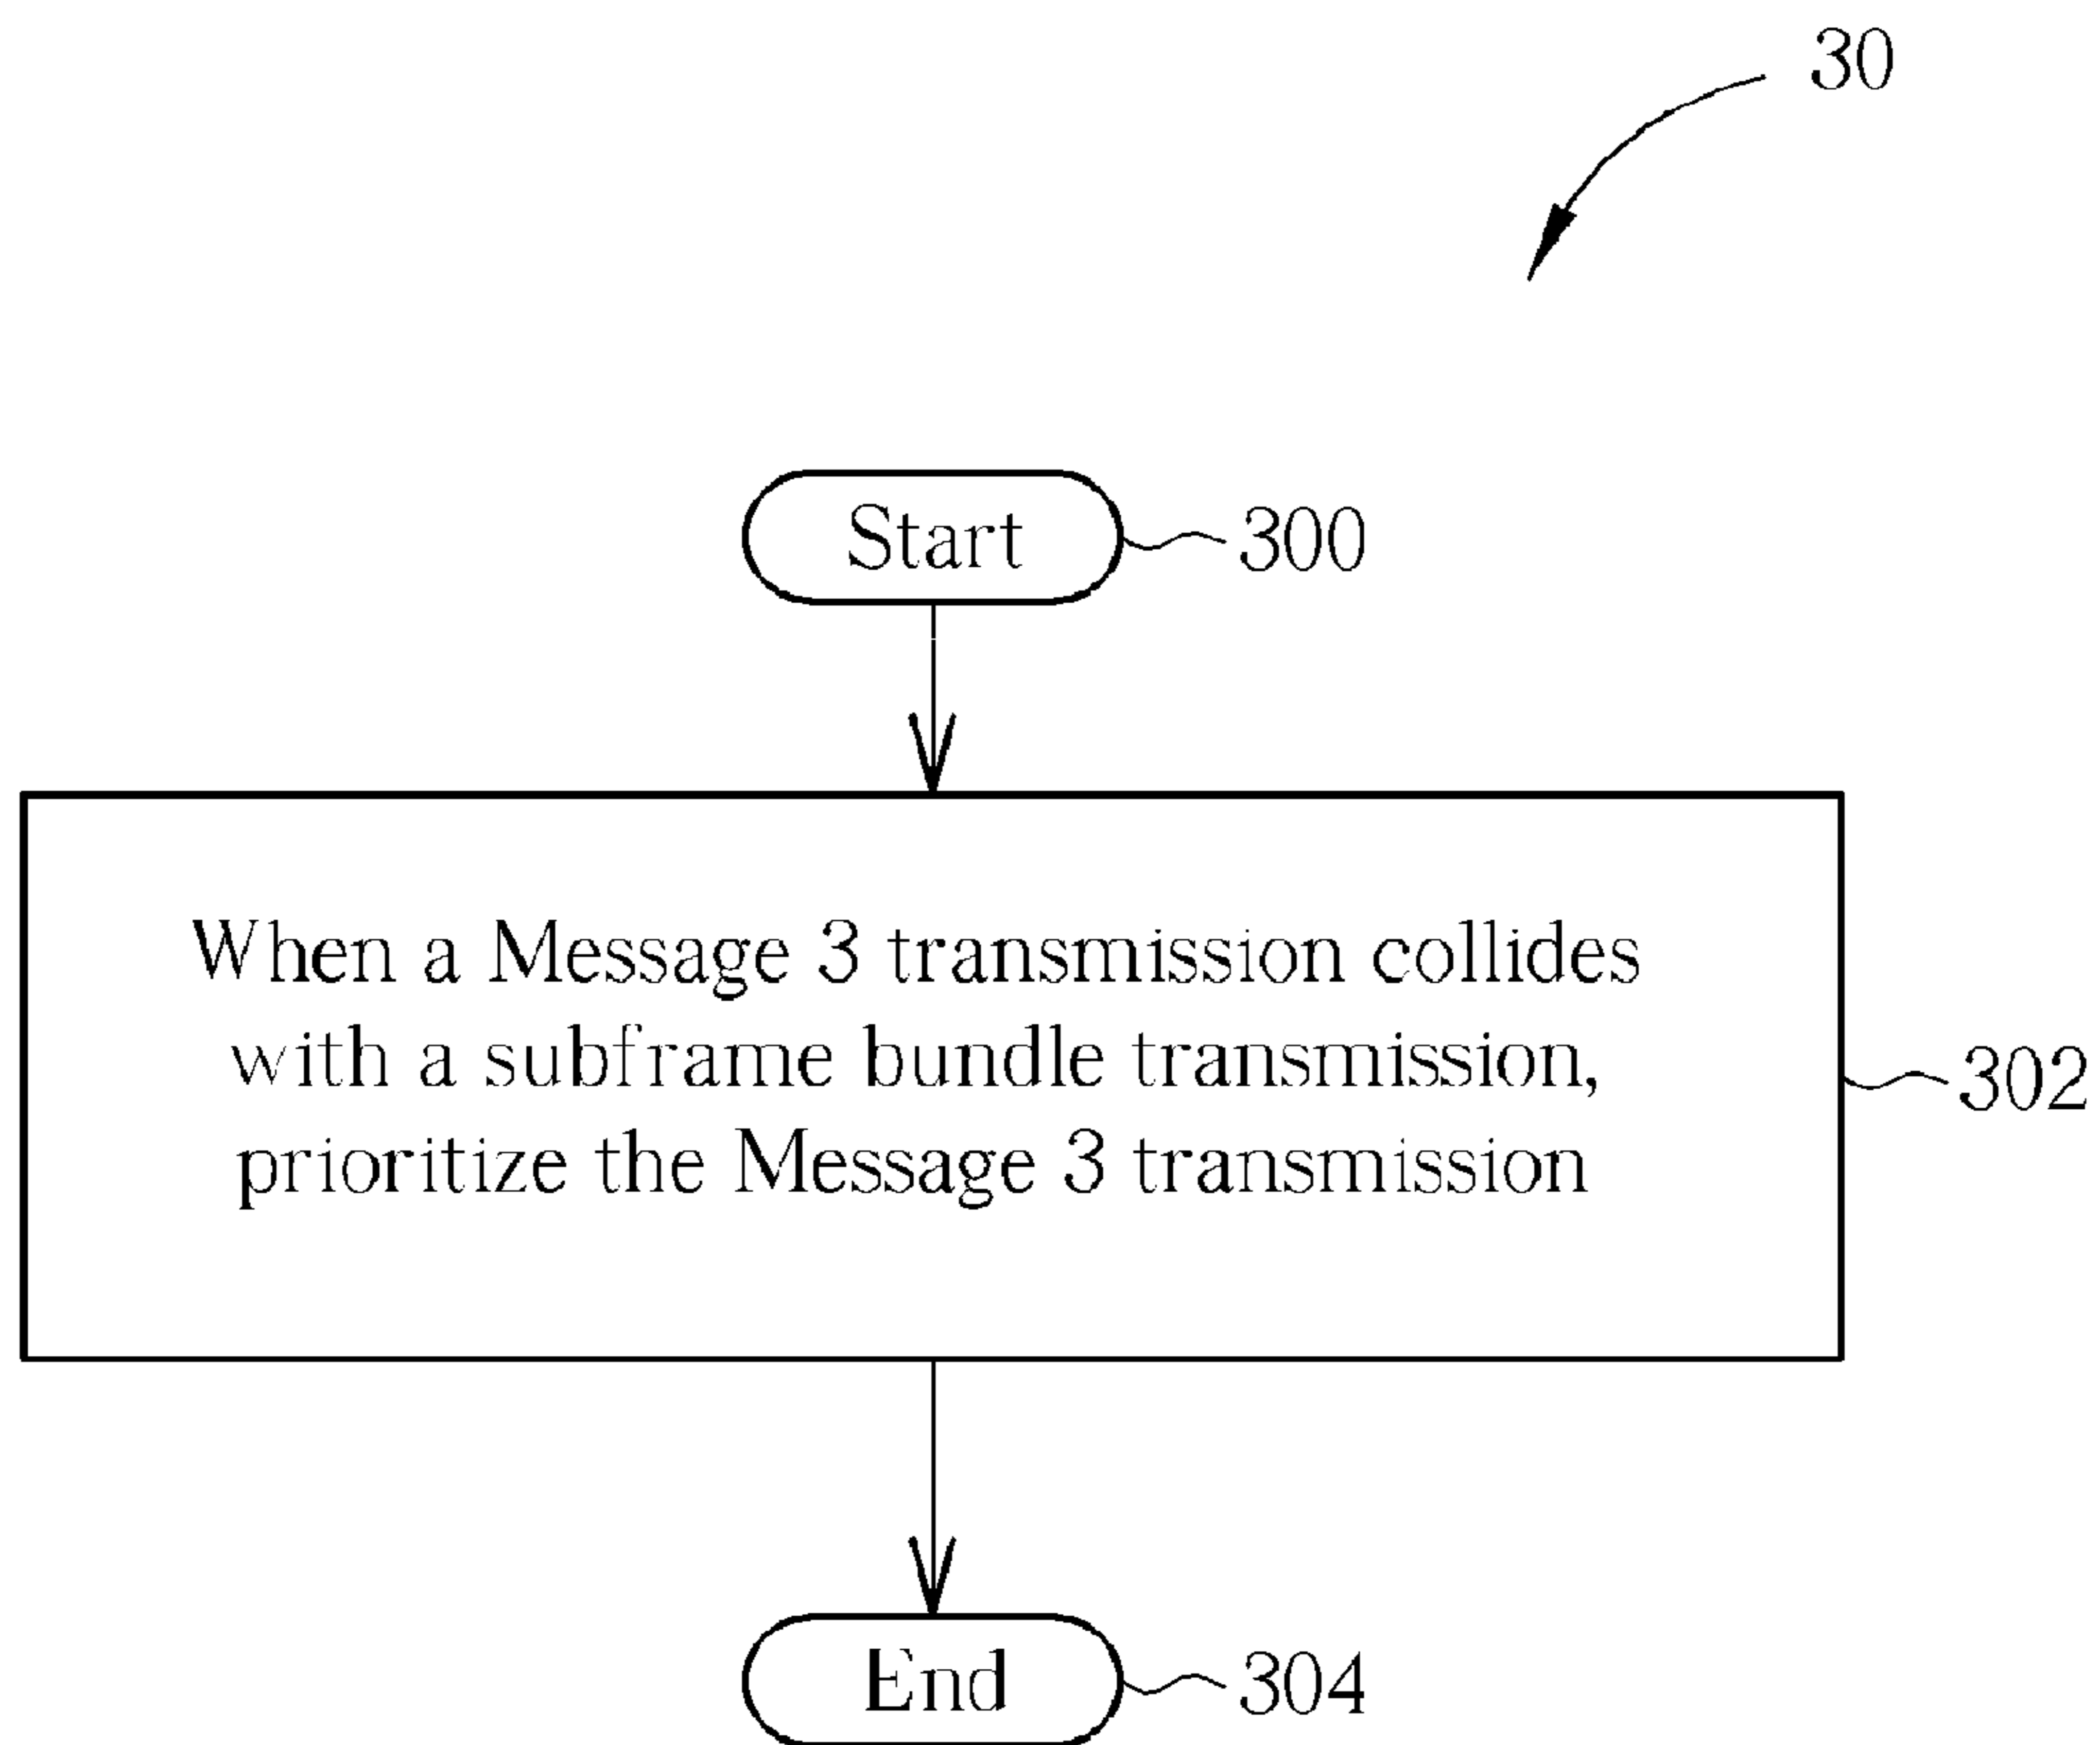 30
Start
300
When a Message 3 transmission collides
with a subframe bundle transmission,
prioritize the Message 3 transmission
302
End
304